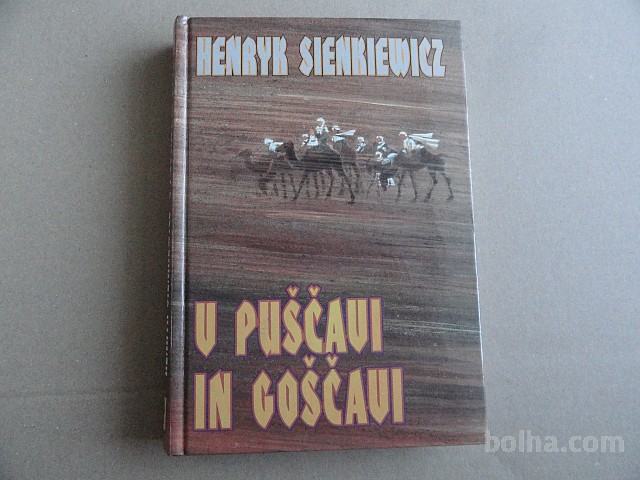 HENRYK SIENKIEWICZ
V PUŠČAVI
IN GOŠČAVI
bolha.com